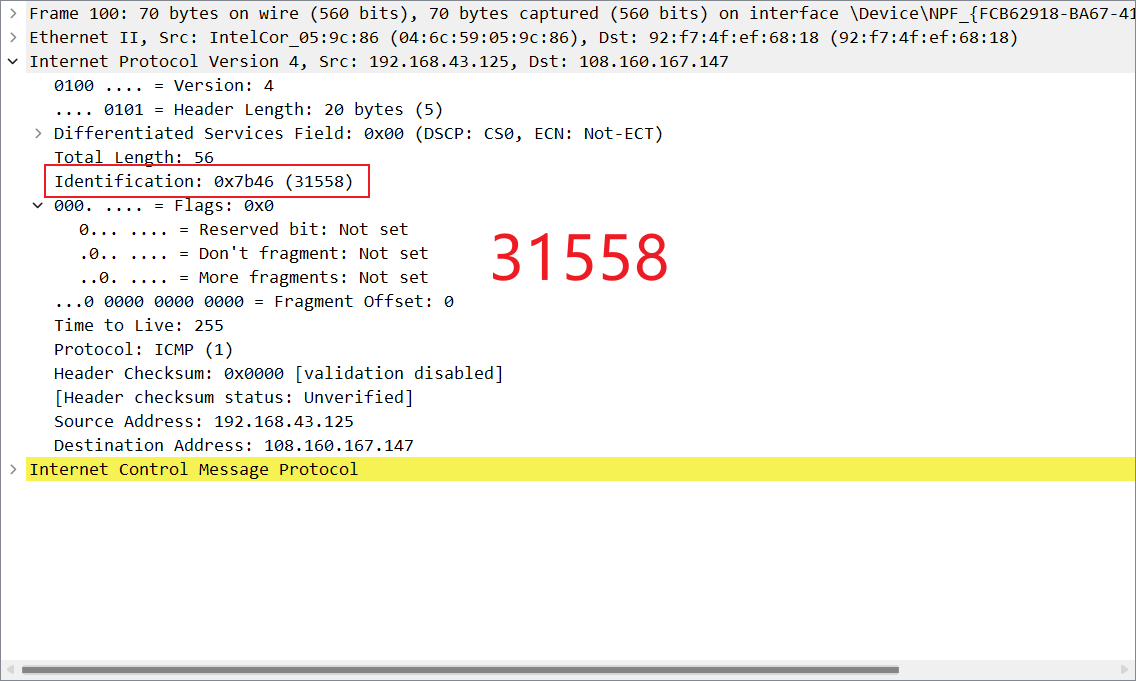 Frame 100: 70 bytes on wire (560 bits), 70 bytes captured (560 bits) on interface \Device\NPF_{FCB62918-BA67-41
Ethernet II, Src: IntelCor_05:9c:86 (04:6c:59:05:9c:86), Dst: 92:f7:4f:ef:68:18 (92:f7:4f:ef:68:18)
Internet Protocol Version 4, Src: 192.168.43.125, Dst: 108.160.167.147
0100 .... = Version: 4
.... 0101 = Header Length: 20 bytes (5)
Differentiated Services Field: 0x00 (DSCP: CS0, ECN: Not-ECT)
Total Length: 56
Identification: 0x7b46 (31558)
000. .... = Flags: 0x0
0... .... = Reserved bit: Not set
.0.. .... = Don't fragment: Not set
..0. .... = More fragments: Not set
31558
...0 0000 0000 0000 = Fragment Offset: 0
Time to Live: 255
Protocol: ICMP (1)
Header Checksum: 0x0000 [validation disabled]
[Header checksum status: Unverified]
Source Address: 192.168.43.125
Destination Address: 108.160.167.147
Internet Control Message Protocol